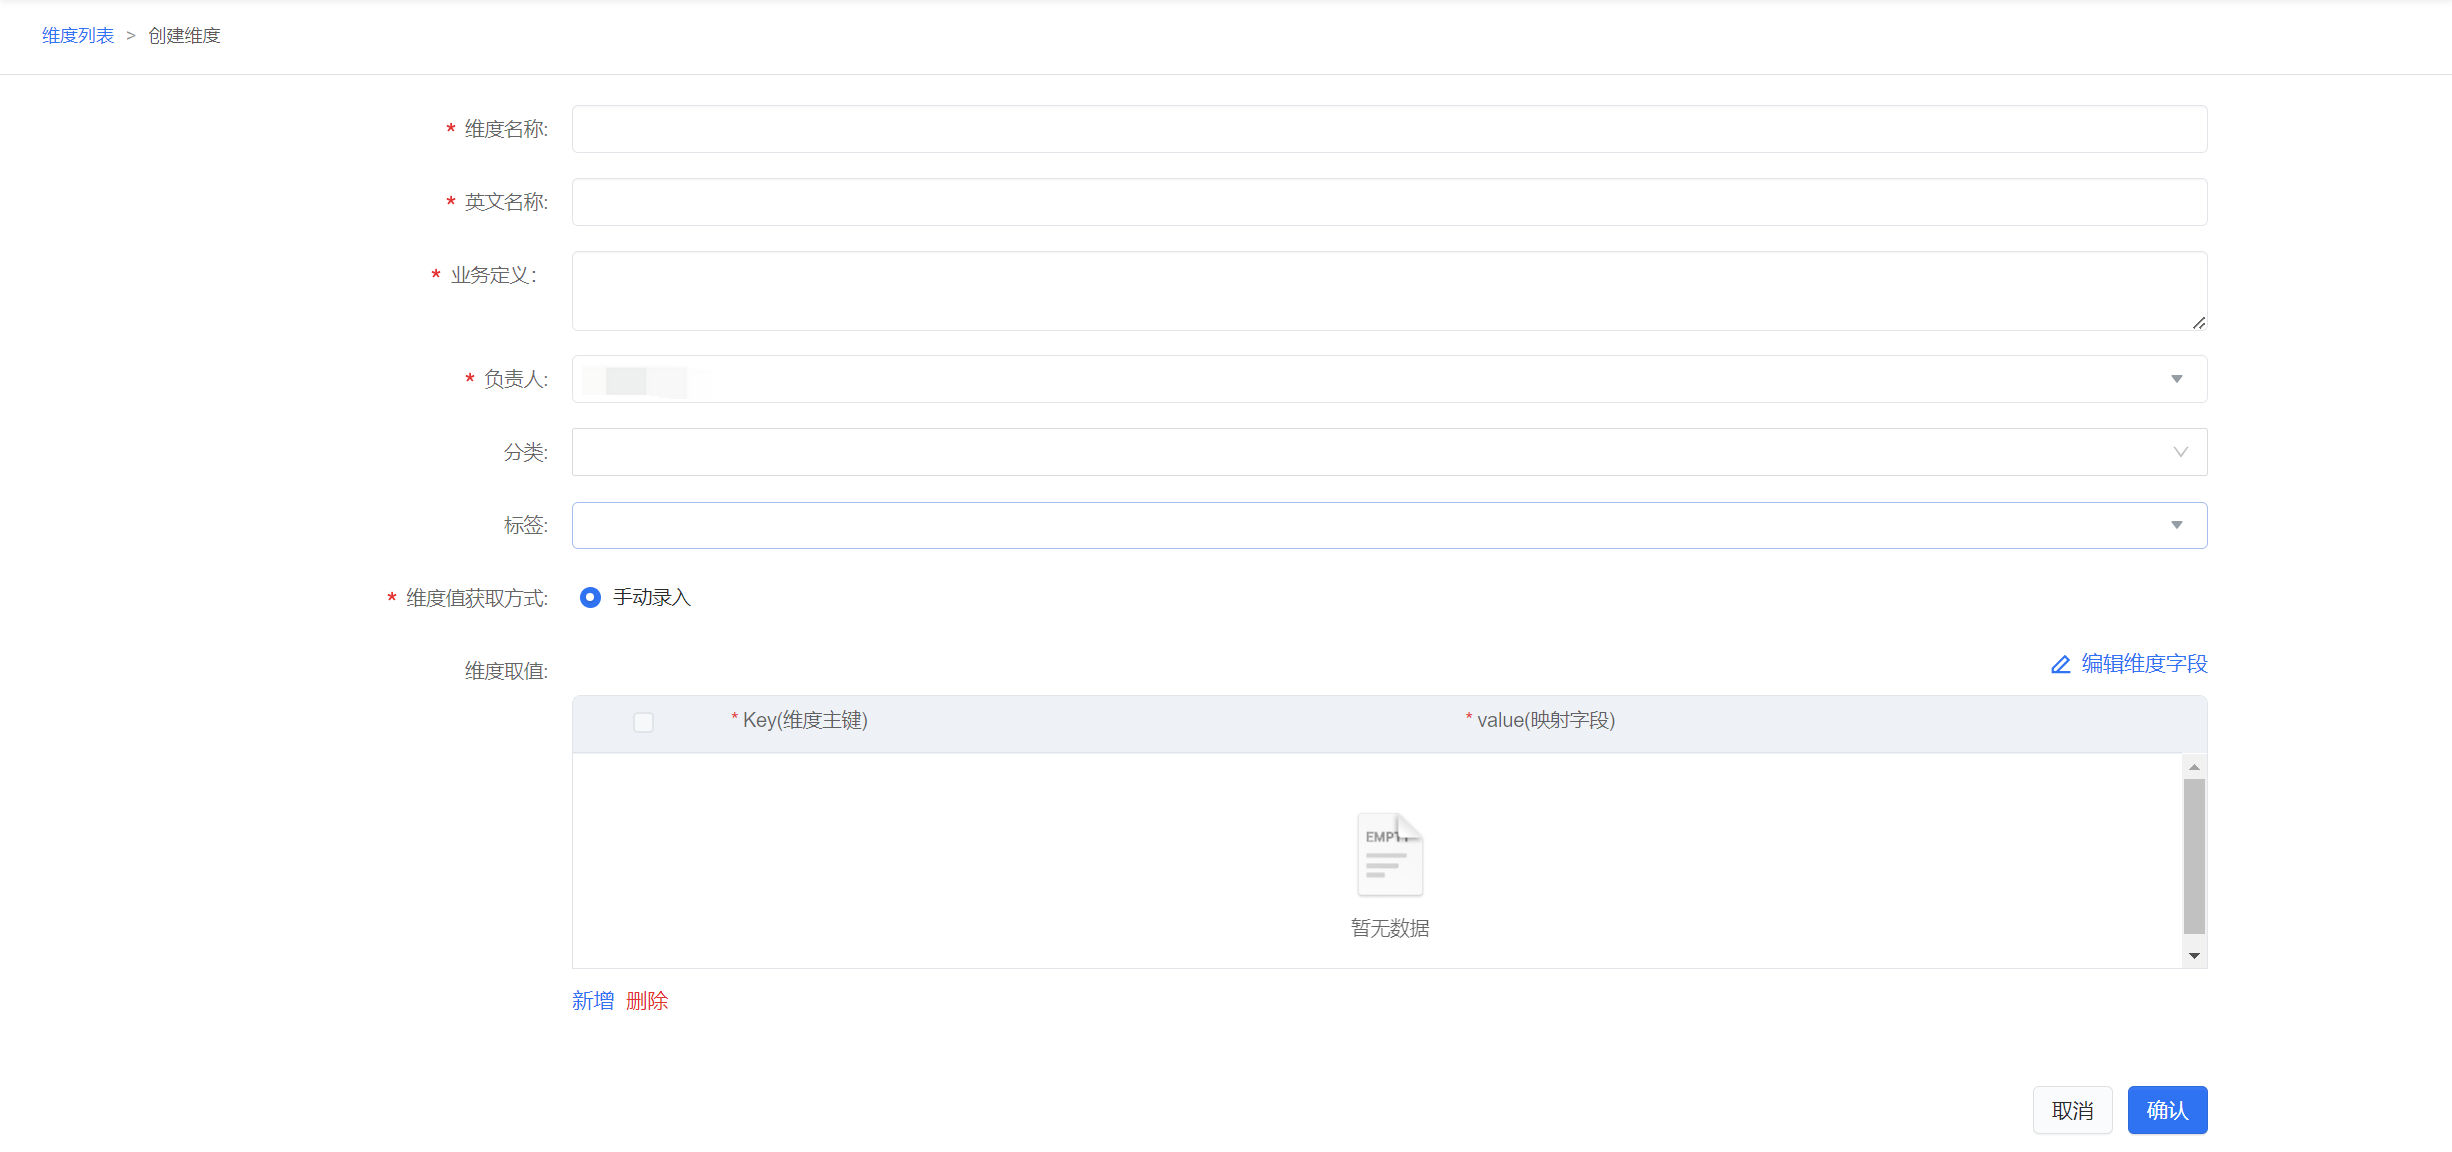 维度列表 > 创建维度
* 维度名称:
* 英文名称:
* 业务定义:
* 负责人:
分类:
标签:
* 维度值获取方式: 手动录入
维度取值: 编辑维度字段
* Key(维度主键) * value(映射字段)
EMPTY
暂无数据
新增 删除
取消 确认